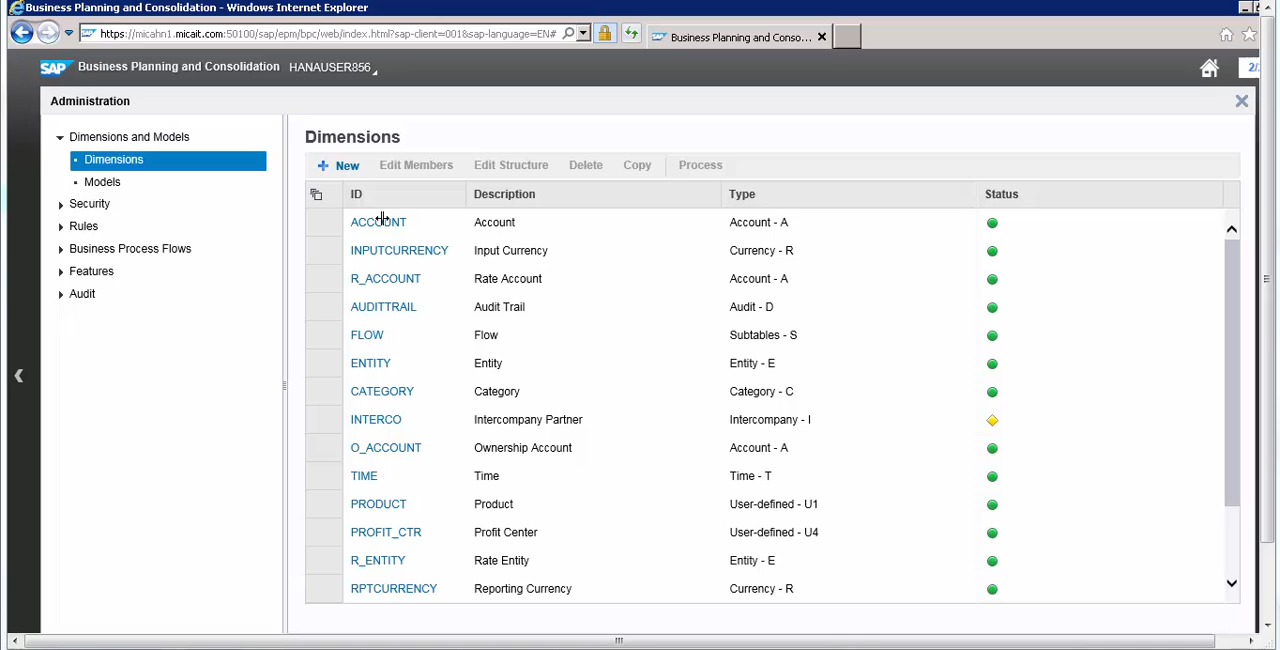 Business Planning and Consolidation - Windows Internet Explorer
https://micahn1.micait.com:50100/sap/epm/bpc/web/index.html?sap-client=001&sap-language=EN#
Business Planning and Conso...
SAP Business Planning and Consolidation HANAUSER856
2/
Administration
Dimensions and Models
Dimensions
Models
Security
Rules
Business Process Flows
Features
Audit
Dimensions
New Edit Members Edit Structure Delete Copy Process
ID Description Type Status
ACCOUNT Account Account - A
INPUTCURRENCY Input Currency Currency - R
R_ACCOUNT Rate Account Account - A
AUDITTRAIL Audit Trail Audit - D
FLOW Flow Subtables - S
ENTITY Entity Entity - E
CATEGORY Category Category - C
INTERCO Intercompany Partner Intercompany - I
O_ACCOUNT Ownership Account Account - A
TIME Time Time - T
PRODUCT Product User-defined - U1
PROFIT_CTR Profit Center User-defined - U4
R_ENTITY Rate Entity Entity - E
RPTCURRENCY Reporting Currency Currency - R